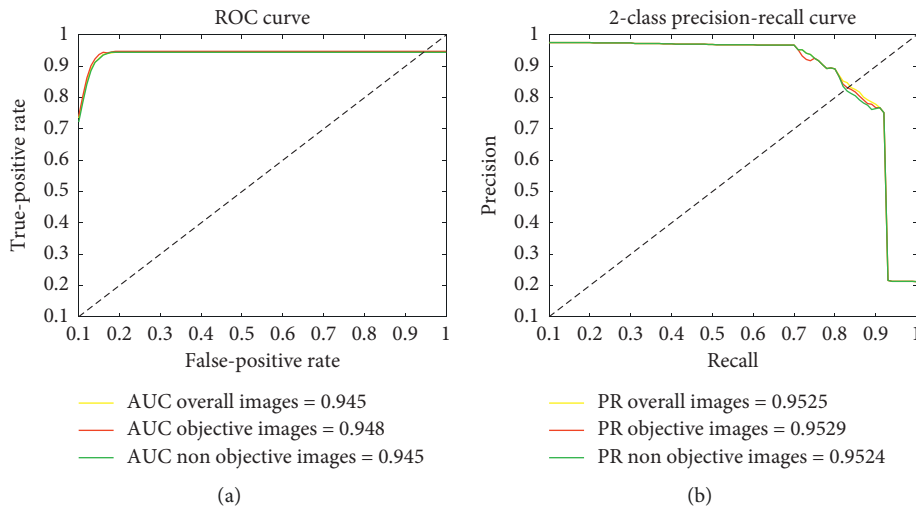 ROC curve
True-positive rate
1
0.9
0.8
0.7
0.6
0.5
0.4
0.3
0.2
0.1
0.1 0.2 0.3 0.4 0.5 0.6 0.7 0.8 0.9 1
False-positive rate
AUC overall images = 0.945
AUC objective images = 0.948
AUC non objective images = 0.945
(a)
2-class precision-recall curve
Precision
1
0.9
0.8
0.7
0.6
0.5
0.4
0.3
0.2
0.1
0.1 0.2 0.3 0.4 0.5 0.6 0.7 0.8 0.9 1
Recall
PR overall images = 0.9525
PR objective images = 0.9529
PR non objective images = 0.9524
(b)